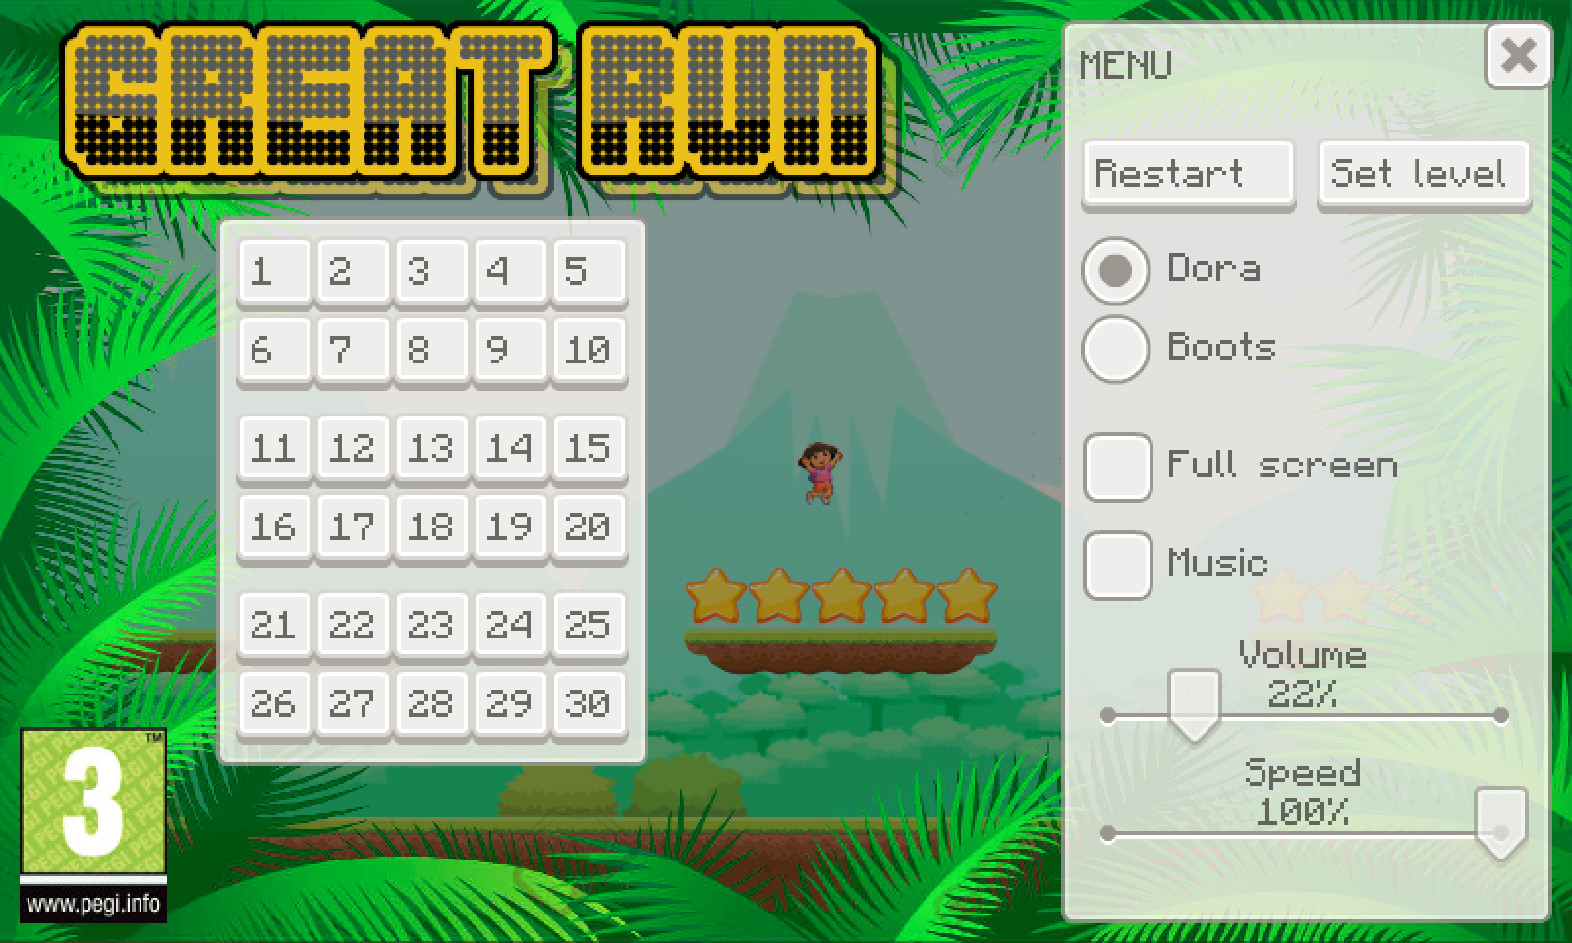 GREAT RUN
MENU
Restart Set level
Dora
Boots
Full screen
Music
Volume
22%
Speed
100%
1 2 3 4 5
6 7 8 9 10
11 12 13 14 15
16 17 18 19 20
21 22 23 24 25
26 27 28 29 30
3 TM
www.pegi.info